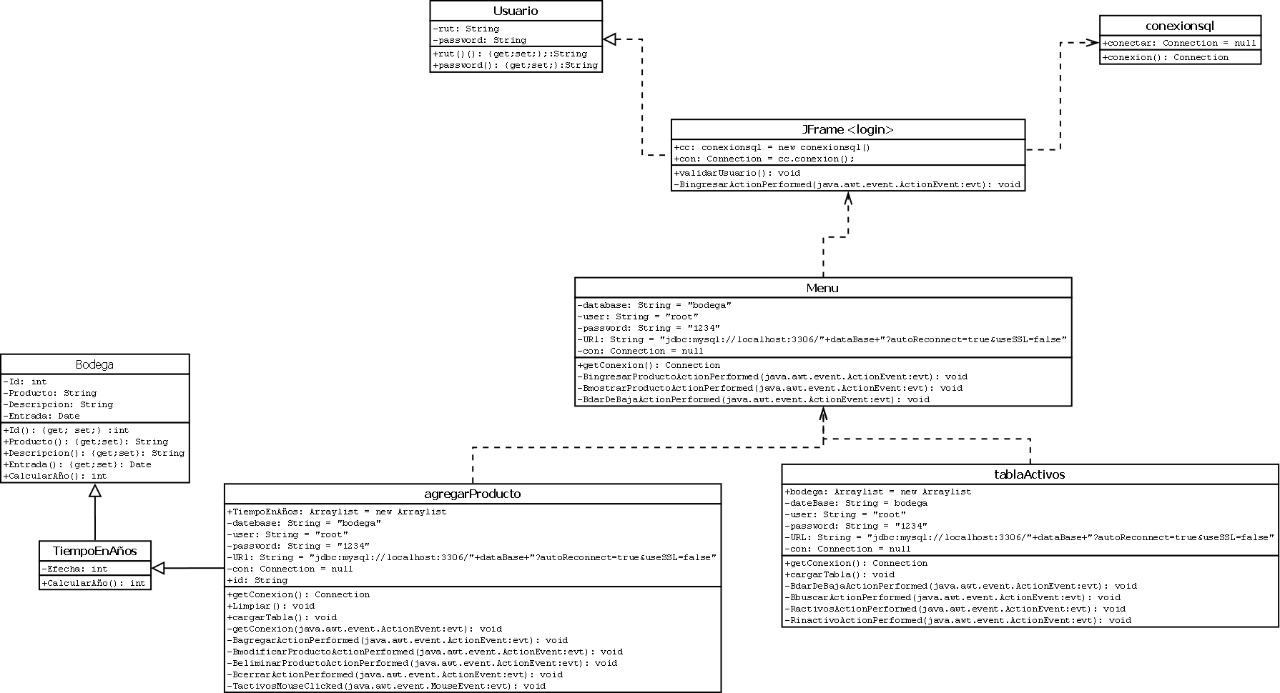 Usuario
-rut: String
-password: String
+rut()(): {get;set;};:String
+password(): {get;set;}:String
conexionsql
+conectar: Connection = null
+conexion(): Connection
JFrame <login>
+cc: conexionsql = new conexionsql()
+con: Connection = cc.conexion();
+validarUsuario(): void
-BingresarActionPerformed(java.awt.event.ActionEvent:evt): void
Menu
-database: String = "bodega"
-user: String = "root"
-password: String = "1234"
-URl: String = "jdbc:mysql://localhost:3306/"+dataBase+"?autoReconnect=true&useSSL=false"
-con: Connection = null
+getConexion(): Connection
-BingresarProductoActionPerformed(java.awt.event.ActionEvent:evt): void
-BmostrarProductoActionPerformed(java.awt.event.ActionEvent:evt): void
-BdarDeBajaActionPerformed(java.awt.event.ActionEvent:evt): void
Bodega
-Id: int
-Producto: String
-Descripcion: String
-Entrada: Date
+Id(): {get; set;} :int
+Producto(): {get;set}: String
+Descripcion(): {get;set}: String
+Entrada(): {get;set}: Date
+CalcularAño(): int
TiempoEnAños
-Efecha: int
+CalcularAño(): int
agregarProducto
+TiempoEnAños: Arraylist = new Arraylist
-datebase: String = "bodega"
-user: String = "root"
-password: String = "1234"
-URl: String = "jdbc:mysql://localhost:3306/"+dataBase+"?autoReconnect=true&useSSL=false"
-con: Connection = null
+id: String
+getConexion(): Connection
+Limpiar(): void
+cargarTabla(): void
-getConexion(java.awt.event.ActionEvent:evt): void
-BagregarActionPerformed(java.awt.event.ActionEvent:evt): void
-BmodificarProductoActionPerformed(java.awt.event.ActionEvent:evt): void
-BeliminarProductoActionPerformed(java.awt.event.ActionEvent:evt): void
-BcerrarActionPerformed(java.awt.event.ActionEvent:evt): void
-TactivosMouseClicked(java.awt.event.MouseEvent:evt): void
tablaActivos
+bodega: Arraylist = new Arraylist
-dateBase: String = bodega
-user: String = "root"
-password: String = "1234"
-URL: String = "jdbc:mysql://localhost:3306/"+dataBase+"?autoReconnect=true&useSSL=false"
-con: Connection = null
+getConexion(): Connection
+cargarTabla(): void
-BdarDeBajaActionPerformed(java.awt.event.ActionEvent:evt): void
-BbuscarActionPerformed(java.awt.event.ActionEvent:evt): void
-RactivosActionPerformed(java.awt.event.ActionEvent:evt): void
-RinactivoActionPerformed(java.awt.event.ActionEvent:evt): void